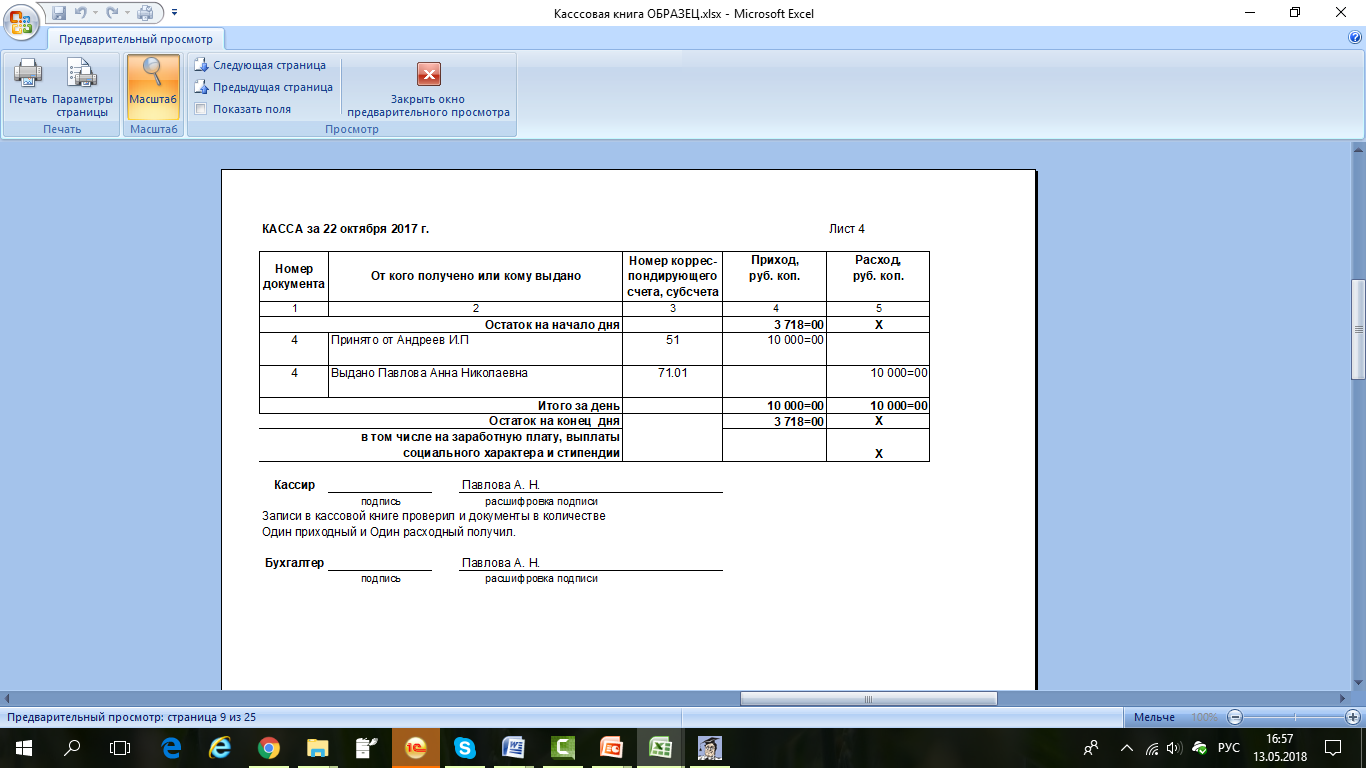 Касссовая книга ОБРАЗЕЦ.xlsx - Microsoft Excel
Предварительный просмотр
Печать
Параметры страницы
Масштаб
Следующая страница
Предыдущая страница
Показать поля
Закрыть окно
предварительного просмотра
Печать
Масштаб
Просмотр
КАССА за 22 октября 2017 г. Лист 4
Номер документа
От кого получено или кому выдано
Номер коррес-
пондирующего
счета, субсчета
Приход,
руб. коп.
Расход,
руб. коп.
1 2 3 4 5
Остаток на начало дня 3 718=00 X
4 Принято от Андреев И.П 51 10 000=00
4 Выдано Павлова Анна Николаевна 71.01 10 000=00
Итого за день 10 000=00 10 000=00
Остаток на конец дня 3 718=00 X
в том числе на заработную плату, выплаты
социального характера и стипендии X
Кассир Павлова А. Н.
подпись расшифровка подписи
Записи в кассовой книге проверил и документы в количестве
Один приходный и Один расходный получил.
Бухгалтер Павлова А. Н.
подпись расшифровка подписи
Предварительный просмотр: страница 9 из 25
Мельче 100%
РУС
16:57
13.05.2018